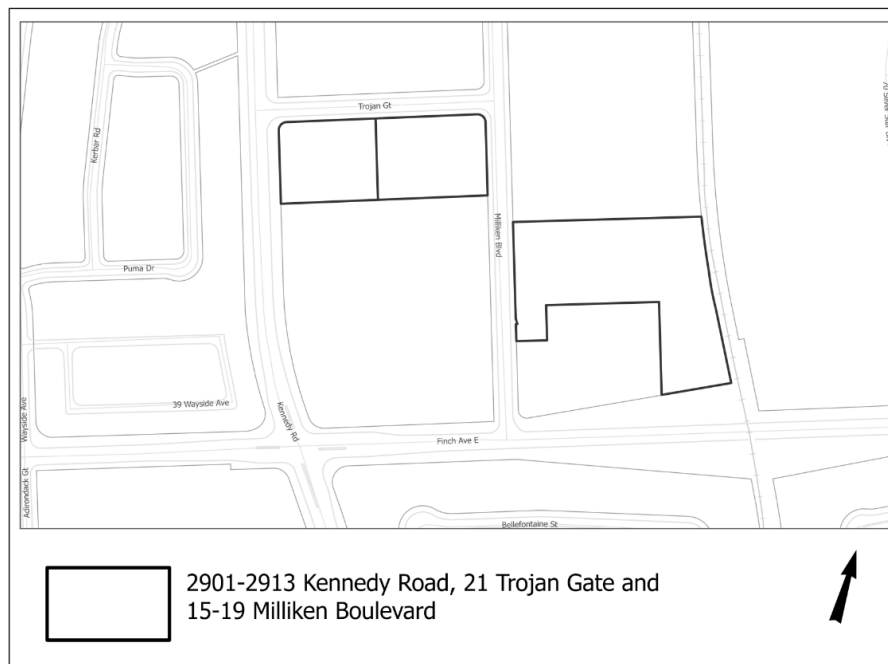 Trojan Gt
Kerbar Rd
Milliken Blvd
Puma Dr
39 Wayside Ave
Kennedy Rd
Wayside Ave
Finch Ave E
Adirondack Gt
Bellefontaine St
2901-2913 Kennedy Road, 21 Trojan Gate and
15-19 Milliken Boulevard